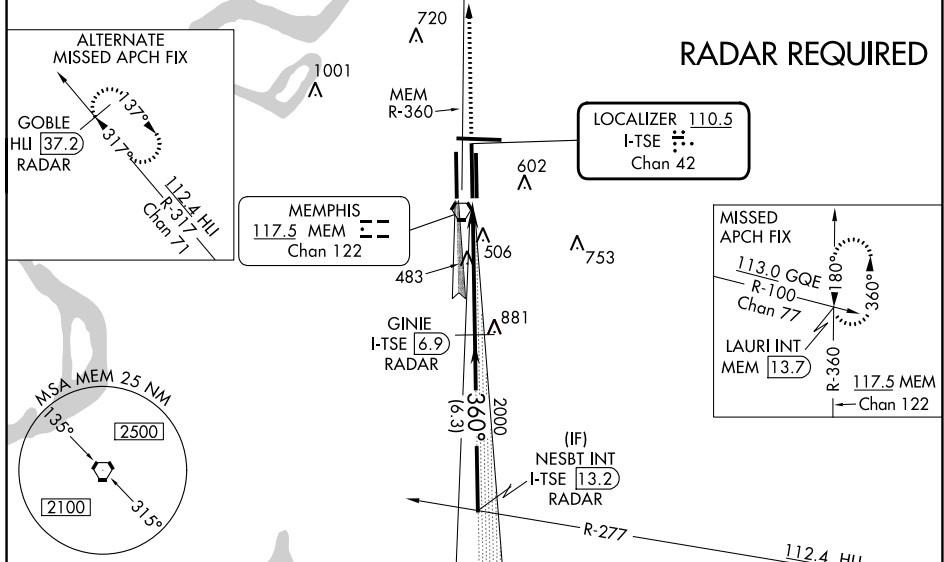 720
RADAR REQUIRED
ALTERNATE
MISSED APCH FIX
1001
MEM
R-360
GOBLE
HLI 37.2
RADAR
137°
317°
112.4 HLI
R-317
Chan 71
LOCALIZER 110.5
I-TSE
Chan 42
602
MEMPHIS
117.5 MEM
Chan 122
506
483
753
MISSED
APCH FIX
113.0 GQE
R-100
Chan 77
180°
360°
LAURI INT
MEM 13.7
R-360
117.5 MEM
Chan 122
GINIE
I-TSE 6.9
RADAR
881
MSA MEM 25 NM
135°
2500
2100
315°
360°
(6.3)
2000
(IF)
NESBT INT
I-TSE 13.2
RADAR
R-277
112.4